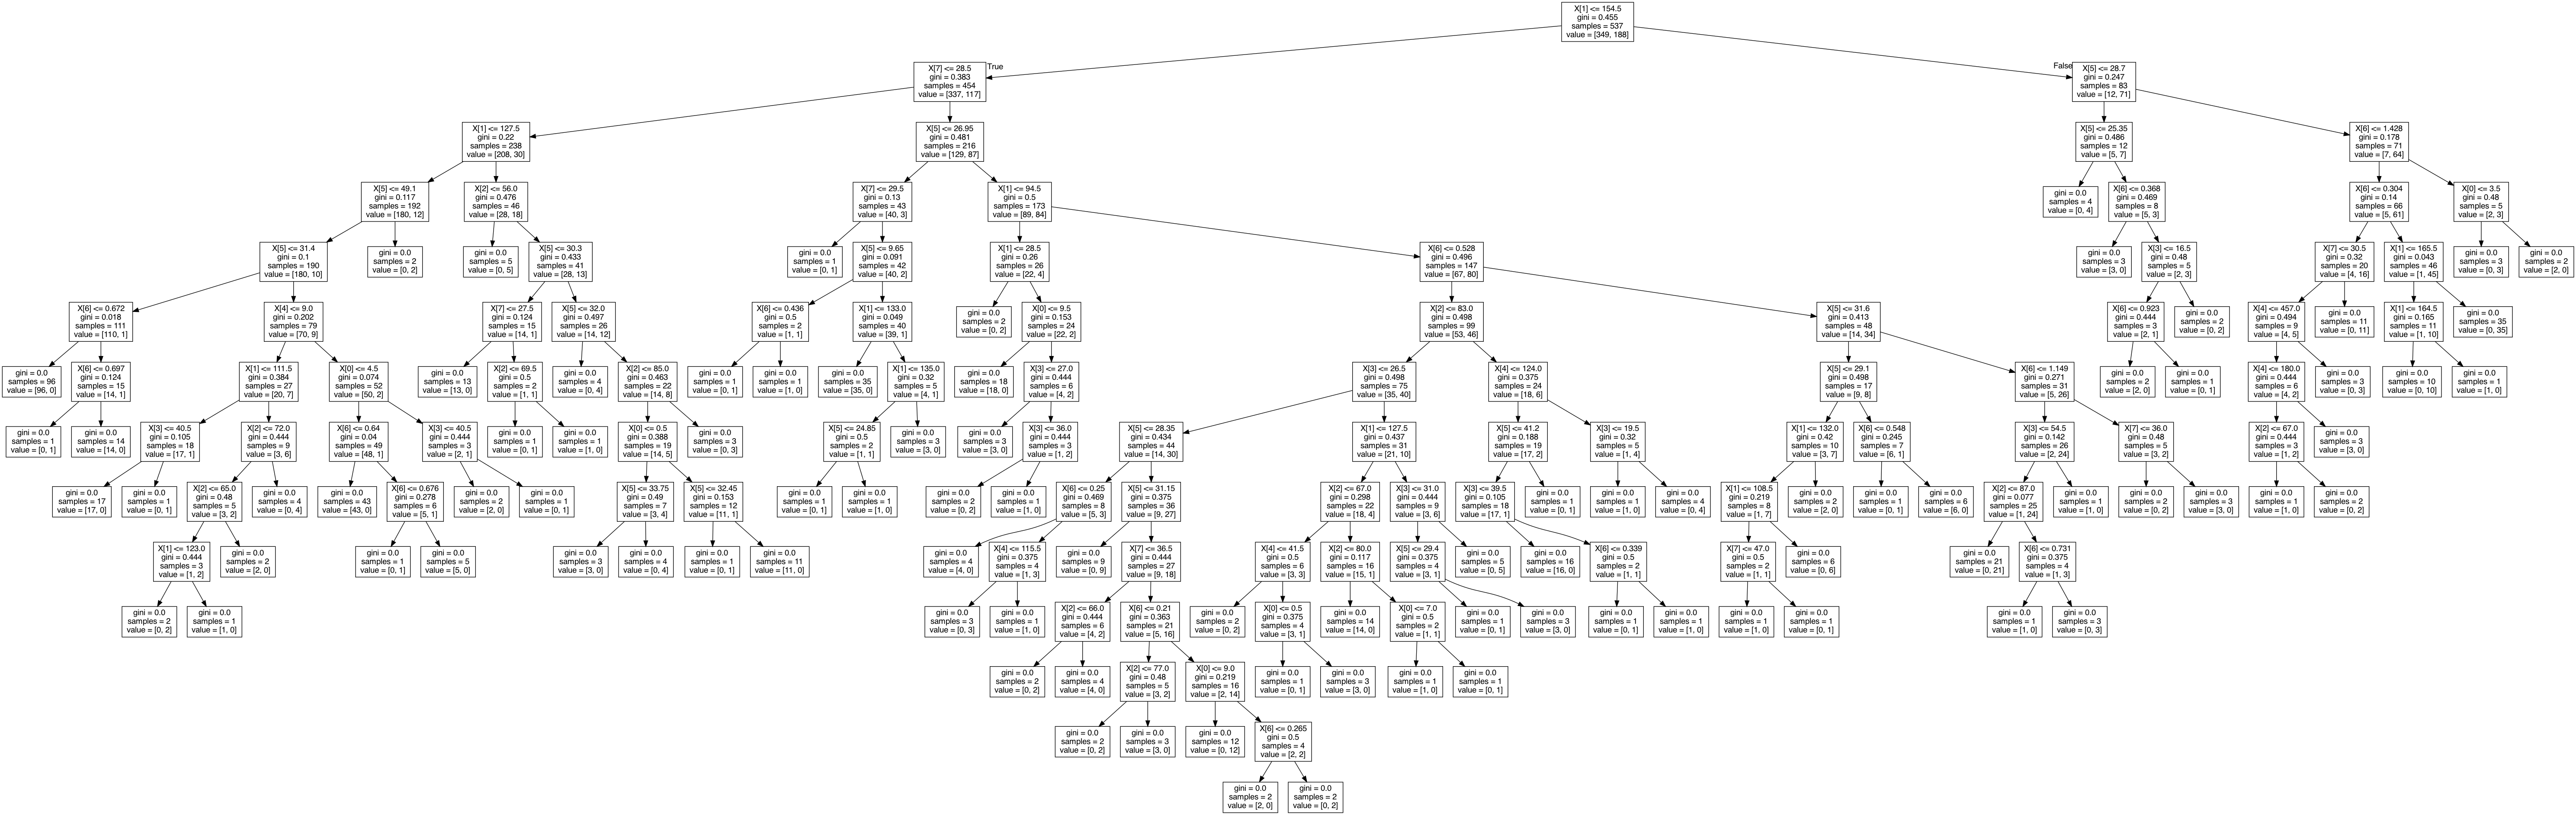 X[1] <= 154.5
gini = 0.455
samples = 537
value = [349, 188]
True
False
X[7] <= 28.5
gini = 0.383
samples = 454
value = [337, 117]
X[5] <= 28.7
gini = 0.247
samples = 83
value = [12, 71]
X[1] <= 127.5
gini = 0.22
samples = 238
value = [208, 30]
X[5] <= 26.95
gini = 0.481
samples = 216
value = [129, 87]
X[5] <= 25.35
gini = 0.486
samples = 12
value = [5, 7]
X[6] <= 1.428
gini = 0.178
samples = 71
value = [7, 64]
X[5] <= 49.1
gini = 0.117
samples = 192
value = [180, 12]
X[2] <= 56.0
gini = 0.476
samples = 46
value = [28, 18]
X[7] <= 29.5
gini = 0.13
samples = 43
value = [40, 3]
X[1] <= 94.5
gini = 0.5
samples = 173
value = [89, 84]
gini = 0.0
samples = 4
value = [0, 4]
X[6] <= 0.368
gini = 0.469
samples = 8
value = [5, 3]
X[6] <= 0.304
gini = 0.14
samples = 66
value = [5, 61]
X[0] <= 3.5
gini = 0.48
samples = 5
value = [2, 3]
X[5] <= 31.4
gini = 0.1
samples = 190
value = [180, 10]
gini = 0.0
samples = 2
value = [0, 2]
gini = 0.0
samples = 5
value = [0, 5]
X[5] <= 30.3
gini = 0.433
samples = 41
value = [28, 13]
gini = 0.0
samples = 1
value = [0, 1]
X[5] <= 9.65
gini = 0.091
samples = 42
value = [40, 2]
X[1] <= 28.5
gini = 0.26
samples = 26
value = [22, 4]
X[6] <= 0.528
gini = 0.496
samples = 147
value = [67, 80]
gini = 0.0
samples = 3
value = [3, 0]
X[3] <= 16.5
gini = 0.48
samples = 5
value = [2, 3]
X[7] <= 30.5
gini = 0.32
samples = 20
value = [4, 16]
X[1] <= 165.5
gini = 0.043
samples = 46
value = [1, 45]
gini = 0.0
samples = 3
value = [0, 3]
gini = 0.0
samples = 2
value = [2, 0]
X[6] <= 0.672
gini = 0.018
samples = 111
value = [110, 1]
X[4] <= 9.0
gini = 0.202
samples = 79
value = [70, 9]
X[7] <= 27.5
gini = 0.124
samples = 15
value = [14, 1]
X[5] <= 32.0
gini = 0.497
samples = 26
value = [14, 12]
X[6] <= 0.436
gini = 0.5
samples = 2
value = [1, 1]
X[1] <= 133.0
gini = 0.049
samples = 40
value = [39, 1]
gini = 0.0
samples = 2
value = [0, 2]
X[0] <= 9.5
gini = 0.153
samples = 24
value = [22, 2]
X[2] <= 83.0
gini = 0.498
samples = 99
value = [53, 46]
X[5] <= 31.6
gini = 0.413
samples = 48
value = [14, 34]
X[6] <= 0.923
gini = 0.444
samples = 3
value = [2, 1]
gini = 0.0
samples = 2
value = [0, 2]
X[4] <= 457.0
gini = 0.494
samples = 9
value = [4, 5]
gini = 0.0
samples = 11
value = [0, 11]
X[1] <= 164.5
gini = 0.165
samples = 11
value = [1, 10]
gini = 0.0
samples = 35
value = [0, 35]
gini = 0.0
samples = 96
value = [96, 0]
X[6] <= 0.697
gini = 0.124
samples = 15
value = [14, 1]
X[1] <= 111.5
gini = 0.384
samples = 27
value = [20, 7]
X[0] <= 4.5
gini = 0.074
samples = 52
value = [50, 2]
gini = 0.0
samples = 13
value = [13, 0]
X[2] <= 69.5
gini = 0.5
samples = 2
value = [1, 1]
gini = 0.0
samples = 4
value = [0, 4]
X[2] <= 85.0
gini = 0.463
samples = 22
value = [14, 8]
gini = 0.0
samples = 1
value = [0, 1]
gini = 0.0
samples = 1
value = [1, 0]
gini = 0.0
samples = 35
value = [35, 0]
X[1] <= 135.0
gini = 0.32
samples = 5
value = [4, 1]
gini = 0.0
samples = 18
value = [18, 0]
X[3] <= 27.0
gini = 0.444
samples = 6
value = [4, 2]
X[3] <= 26.5
gini = 0.498
samples = 75
value = [35, 40]
X[4] <= 124.0
gini = 0.375
samples = 24
value = [18, 6]
X[5] <= 29.1
gini = 0.498
samples = 17
value = [9, 8]
X[6] <= 1.149
gini = 0.271
samples = 31
value = [5, 26]
gini = 0.0
samples = 2
value = [2, 0]
gini = 0.0
samples = 1
value = [0, 1]
X[4] <= 180.0
gini = 0.444
samples = 6
value = [4, 2]
gini = 0.0
samples = 3
value = [0, 3]
gini = 0.0
samples = 10
value = [0, 10]
gini = 0.0
samples = 1
value = [1, 0]
gini = 0.0
samples = 1
value = [0, 1]
gini = 0.0
samples = 14
value = [14, 0]
X[3] <= 40.5
gini = 0.105
samples = 18
value = [17, 1]
X[2] <= 72.0
gini = 0.444
samples = 9
value = [3, 6]
X[6] <= 0.64
gini = 0.04
samples = 49
value = [48, 1]
X[3] <= 40.5
gini = 0.444
samples = 3
value = [2, 1]
gini = 0.0
samples = 1
value = [0, 1]
gini = 0.0
samples = 1
value = [1, 0]
X[0] <= 0.5
gini = 0.388
samples = 19
value = [14, 5]
gini = 0.0
samples = 3
value = [0, 3]
X[5] <= 24.85
gini = 0.5
samples = 2
value = [1, 1]
gini = 0.0
samples = 3
value = [3, 0]
gini = 0.0
samples = 3
value = [3, 0]
X[3] <= 36.0
gini = 0.444
samples = 3
value = [1, 2]
X[5] <= 28.35
gini = 0.434
samples = 44
value = [14, 30]
X[1] <= 127.5
gini = 0.437
samples = 31
value = [21, 10]
X[5] <= 41.2
gini = 0.188
samples = 19
value = [17, 2]
X[3] <= 19.5
gini = 0.32
samples = 5
value = [1, 4]
X[1] <= 132.0
gini = 0.42
samples = 10
value = [3, 7]
X[6] <= 0.548
gini = 0.245
samples = 7
value = [6, 1]
X[3] <= 54.5
gini = 0.142
samples = 26
value = [2, 24]
X[7] <= 36.0
gini = 0.48
samples = 5
value = [3, 2]
X[2] <= 67.0
gini = 0.444
samples = 3
value = [1, 2]
gini = 0.0
samples = 3
value = [3, 0]
gini = 0.0
samples = 17
value = [17, 0]
gini = 0.0
samples = 1
value = [0, 1]
X[2] <= 65.0
gini = 0.48
samples = 5
value = [3, 2]
gini = 0.0
samples = 4
value = [0, 4]
gini = 0.0
samples = 43
value = [43, 0]
X[6] <= 0.676
gini = 0.278
samples = 6
value = [5, 1]
gini = 0.0
samples = 2
value = [2, 0]
gini = 0.0
samples = 1
value = [0, 1]
X[5] <= 33.75
gini = 0.49
samples = 7
value = [3, 4]
X[5] <= 32.45
gini = 0.153
samples = 12
value = [11, 1]
gini = 0.0
samples = 1
value = [0, 1]
gini = 0.0
samples = 1
value = [1, 0]
gini = 0.0
samples = 2
value = [0, 2]
gini = 0.0
samples = 1
value = [1, 0]
X[6] <= 0.25
gini = 0.469
samples = 8
value = [5, 3]
X[5] <= 31.15
gini = 0.375
samples = 36
value = [9, 27]
X[2] <= 67.0
gini = 0.298
samples = 22
value = [18, 4]
X[3] <= 31.0
gini = 0.444
samples = 9
value = [3, 6]
X[3] <= 39.5
gini = 0.105
samples = 18
value = [17, 1]
gini = 0.0
samples = 1
value = [0, 1]
gini = 0.0
samples = 1
value = [1, 0]
gini = 0.0
samples = 4
value = [0, 4]
X[1] <= 108.5
gini = 0.219
samples = 8
value = [1, 7]
gini = 0.0
samples = 2
value = [2, 0]
gini = 0.0
samples = 1
value = [0, 1]
gini = 0.0
samples = 6
value = [6, 0]
X[2] <= 87.0
gini = 0.077
samples = 25
value = [1, 24]
gini = 0.0
samples = 1
value = [1, 0]
gini = 0.0
samples = 2
value = [0, 2]
gini = 0.0
samples = 3
value = [3, 0]
gini = 0.0
samples = 1
value = [1, 0]
gini = 0.0
samples = 2
value = [0, 2]
X[1] <= 123.0
gini = 0.444
samples = 3
value = [1, 2]
gini = 0.0
samples = 2
value = [2, 0]
gini = 0.0
samples = 1
value = [0, 1]
gini = 0.0
samples = 5
value = [5, 0]
gini = 0.0
samples = 3
value = [3, 0]
gini = 0.0
samples = 4
value = [0, 4]
gini = 0.0
samples = 1
value = [0, 1]
gini = 0.0
samples = 11
value = [11, 0]
gini = 0.0
samples = 4
value = [4, 0]
X[4] <= 115.5
gini = 0.375
samples = 4
value = [1, 3]
gini = 0.0
samples = 9
value = [0, 9]
X[7] <= 36.5
gini = 0.444
samples = 27
value = [9, 18]
X[4] <= 41.5
gini = 0.5
samples = 6
value = [3, 3]
X[2] <= 80.0
gini = 0.117
samples = 16
value = [15, 1]
X[5] <= 29.4
gini = 0.375
samples = 4
value = [3, 1]
gini = 0.0
samples = 5
value = [0, 5]
gini = 0.0
samples = 16
value = [16, 0]
X[6] <= 0.339
gini = 0.5
samples = 2
value = [1, 1]
X[7] <= 47.0
gini = 0.5
samples = 2
value = [1, 1]
gini = 0.0
samples = 6
value = [0, 6]
gini = 0.0
samples = 21
value = [0, 21]
X[6] <= 0.731
gini = 0.375
samples = 4
value = [1, 3]
gini = 0.0
samples = 2
value = [0, 2]
gini = 0.0
samples = 1
value = [1, 0]
gini = 0.0
samples = 3
value = [0, 3]
gini = 0.0
samples = 1
value = [1, 0]
X[2] <= 66.0
gini = 0.444
samples = 6
value = [4, 2]
X[6] <= 0.21
gini = 0.363
samples = 21
value = [5, 16]
gini = 0.0
samples = 2
value = [0, 2]
X[0] <= 0.5
gini = 0.375
samples = 4
value = [3, 1]
gini = 0.0
samples = 14
value = [14, 0]
X[0] <= 7.0
gini = 0.5
samples = 2
value = [1, 1]
gini = 0.0
samples = 1
value = [0, 1]
gini = 0.0
samples = 3
value = [3, 0]
gini = 0.0
samples = 1
value = [0, 1]
gini = 0.0
samples = 1
value = [1, 0]
gini = 0.0
samples = 1
value = [1, 0]
gini = 0.0
samples = 1
value = [0, 1]
gini = 0.0
samples = 1
value = [1, 0]
gini = 0.0
samples = 3
value = [0, 3]
gini = 0.0
samples = 2
value = [0, 2]
gini = 0.0
samples = 4
value = [4, 0]
X[2] <= 77.0
gini = 0.48
samples = 5
value = [3, 2]
X[0] <= 9.0
gini = 0.219
samples = 16
value = [2, 14]
gini = 0.0
samples = 1
value = [0, 1]
gini = 0.0
samples = 3
value = [3, 0]
gini = 0.0
samples = 1
value = [1, 0]
gini = 0.0
samples = 1
value = [0, 1]
gini = 0.0
samples = 2
value = [0, 2]
gini = 0.0
samples = 3
value = [3, 0]
gini = 0.0
samples = 12
value = [0, 12]
X[6] <= 0.265
gini = 0.5
samples = 4
value = [2, 2]
gini = 0.0
samples = 2
value = [2, 0]
gini = 0.0
samples = 2
value = [0, 2]